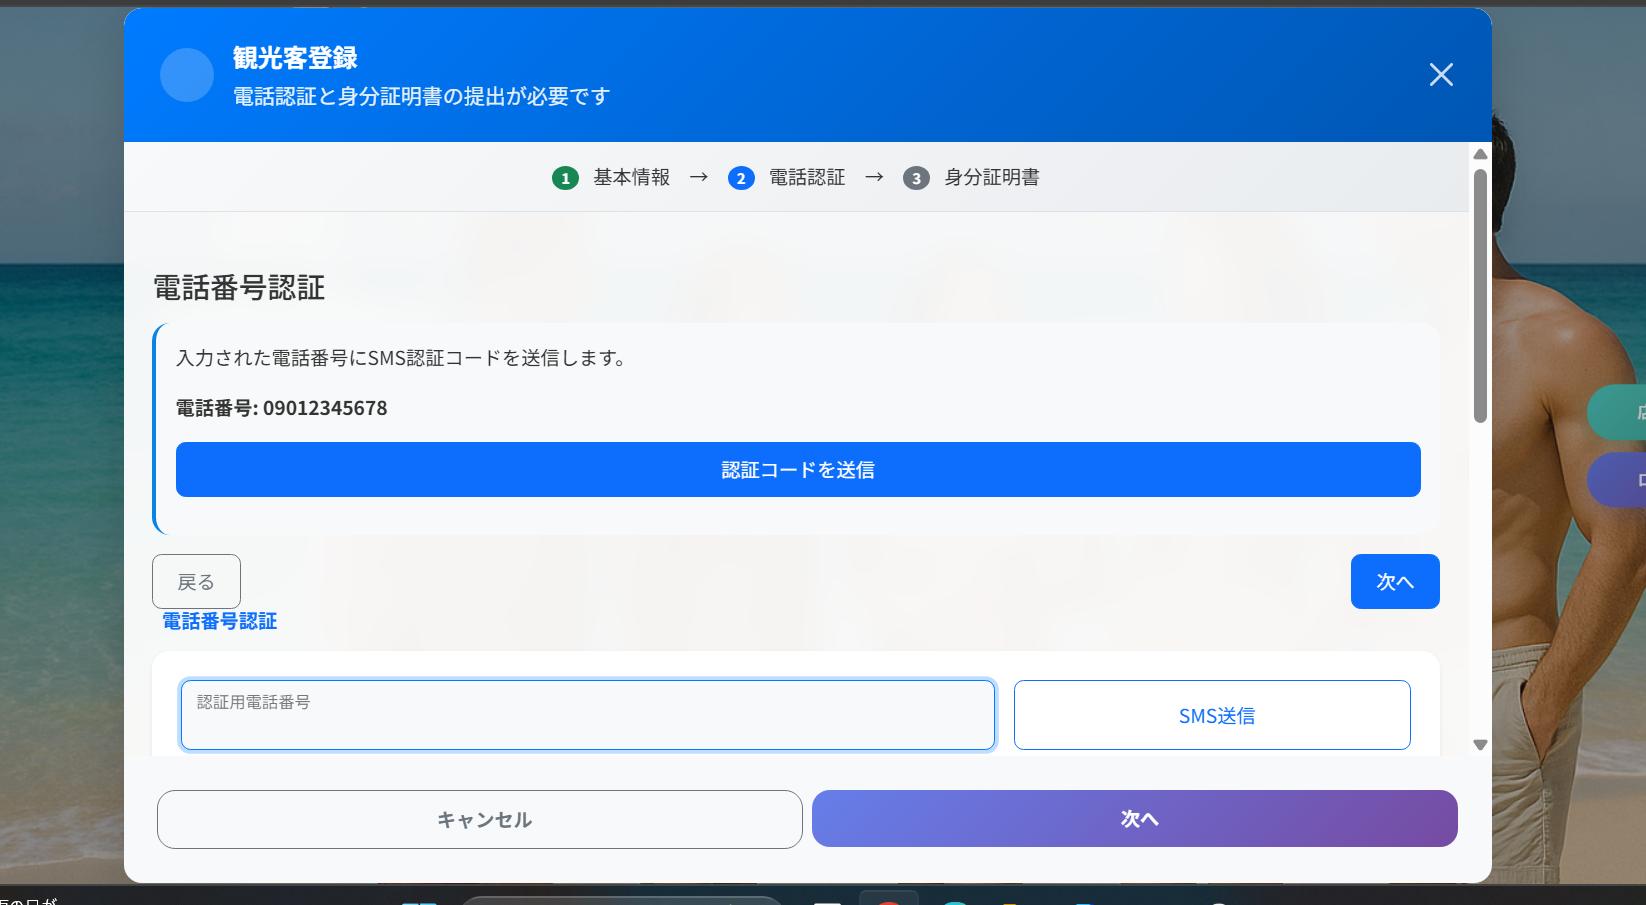 観光客登録
電話認証と身分証明書の提出が必要です
1 基本情報 → 2 電話認証 → 3 身分証明書
電話番号認証
入力された電話番号にSMS認証コードを送信します。
電話番号: 09012345678
認証コードを送信
戻る
次へ
電話番号認証
認証用電話番号
SMS送信
キャンセル
次へ